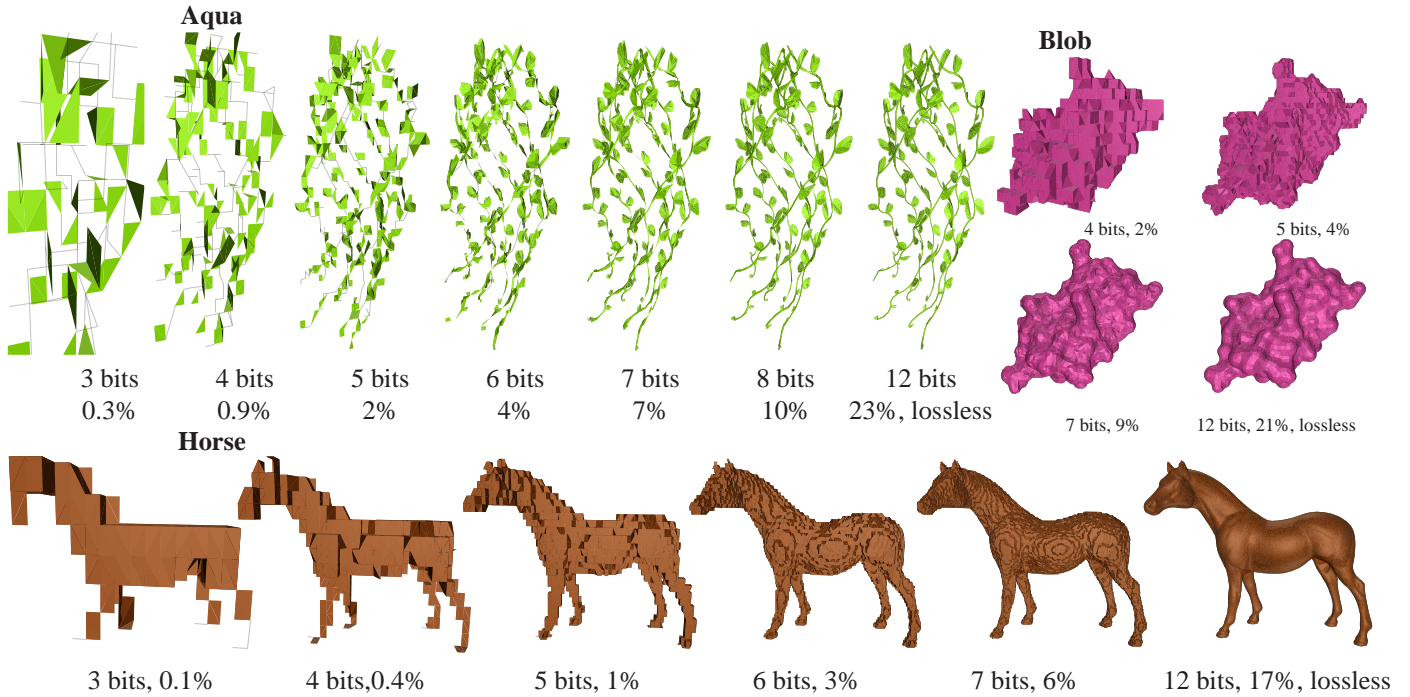 Aqua
Blob
4 bits, 2%
5 bits, 4%
3 bits
4 bits
5 bits
6 bits
7 bits
8 bits
12 bits
0.3%
0.9%
2%
4%
7%
10%
23%, lossless
7 bits, 9%
12 bits, 21%, lossless
Horse
3 bits, 0.1%
4 bits,0.4%
5 bits, 1%
6 bits, 3%
7 bits, 6%
12 bits, 17%, lossless